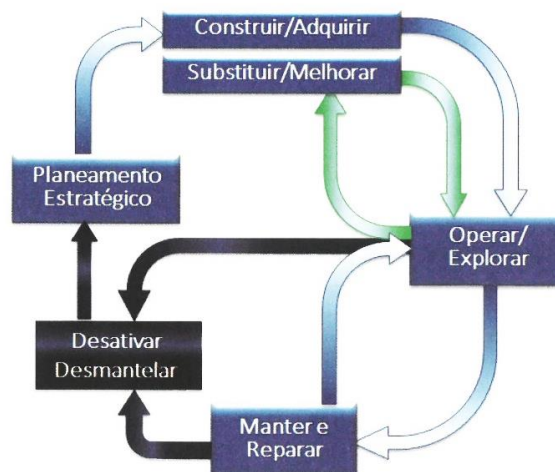 Construir/Adquirir
Substituir/Melhorar
Planeamento
Estratégico
Operar/
Explorar
Desativar
Desmantelar
Manter e
Reparar